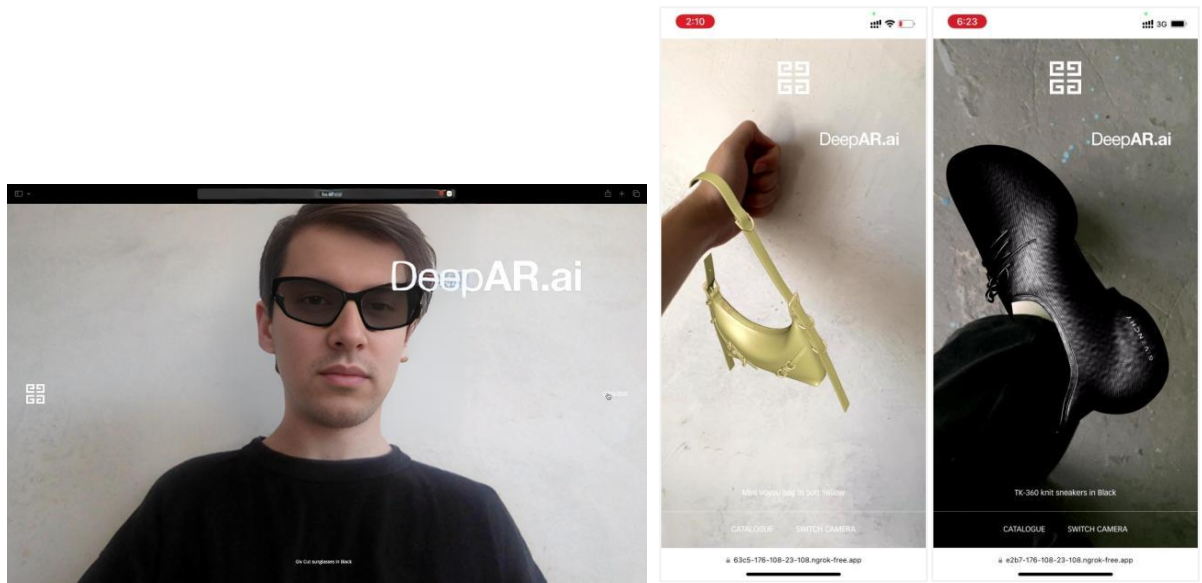 DeepAR.ai
Giv Cut sunglasses in Black
2:10
DeepAR.ai
Mini Voyou bag in Soft Yellow
CATALOGUE SWITCH CAMERA
63c5-176-108-23-108.ngrok-free.app
6:23
3G
DeepAR.ai
GIVENCHY
TK-360 knit sneakers in Black
CATALOGUE SWITCH CAMERA
e2b7-176-108-23-108.ngrok-free.app